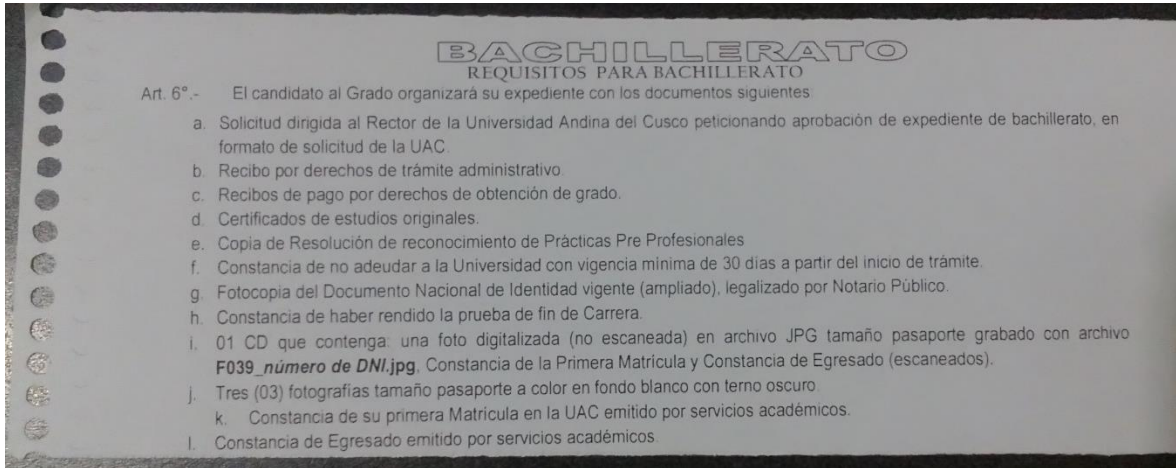 BACHILLERATO
REQUISITOS PARA BACHILLERATO
Art. 6°.- El candidato al Grado organizará su expediente con los documentos siguientes:
a. Solicitud dirigida al Rector de la Universidad Andina del Cusco peticionando aprobación de expediente de bachillerato, en
formato de solicitud de la UAC.
b. Recibo por derechos de trámite administrativo.
c. Recibos de pago por derechos de obtención de grado.
d. Certificados de estudios originales.
e. Copia de Resolución de reconocimiento de Prácticas Pre Profesionales
f. Constancia de no adeudar a la Universidad con vigencia mínima de 30 días a partir del inicio de trámite.
g. Fotocopia del Documento Nacional de Identidad vigente (ampliado), legalizado por Notario Público.
h. Constancia de haber rendido la prueba de fin de Carrera.
i. 01 CD que contenga: una foto digitalizada (no escaneada) en archivo JPG tamaño pasaporte grabado con archivo
F039_número de DNI.jpg, Constancia de la Primera Matrícula y Constancia de Egresado (escaneados).
j. Tres (03) fotografías tamaño pasaporte a color en fondo blanco con terno oscuro.
k. Constancia de su primera Matrícula en la UAC emitido por servicios académicos.
l. Constancia de Egresado emitido por servicios académicos.